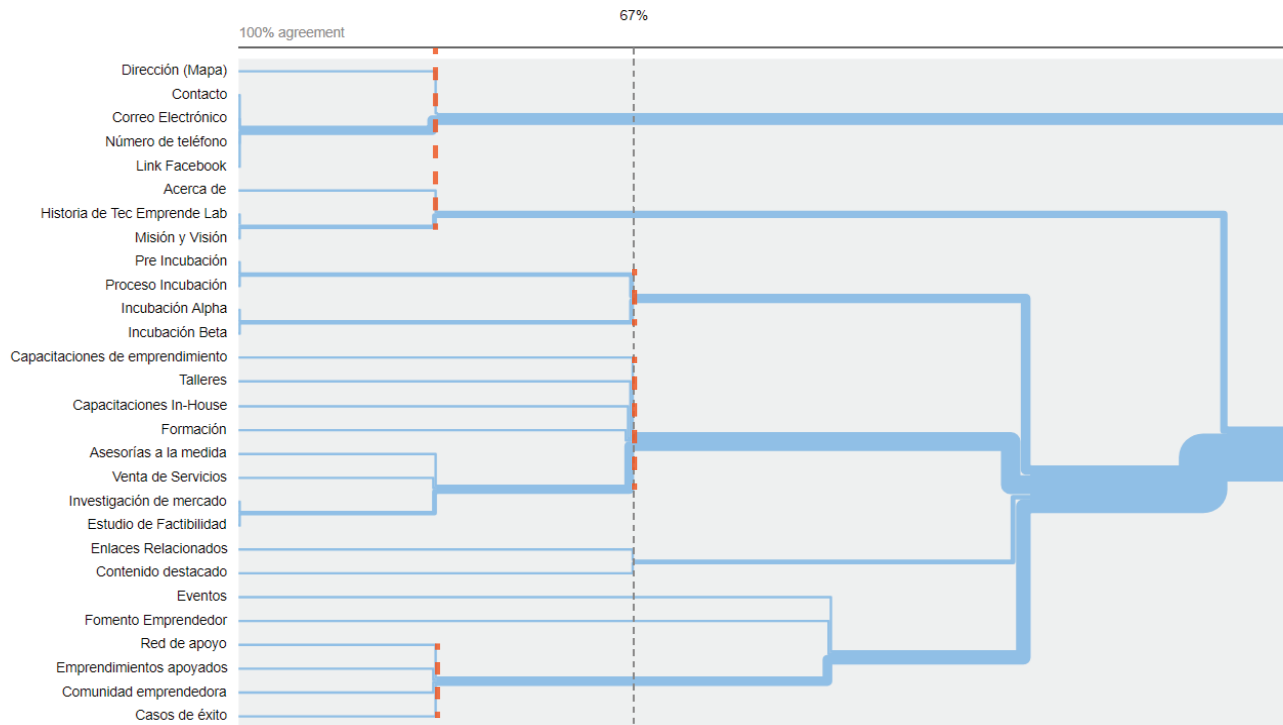 67%
100% agreement
Dirección (Mapa)
Contacto
Correo Electrónico
Número de teléfono
Link Facebook
Acerca de
Historia de Tec Emprende Lab
Misión y Visión
Pre Incubación
Proceso Incubación
Incubación Alpha
Incubación Beta
Capacitaciones de emprendimiento
Talleres
Capacitaciones In-House
Formación
Asesorías a la medida
Venta de Servicios
Investigación de mercado
Estudio de Factibilidad
Enlaces Relacionados
Contenido destacado
Eventos
Fomento Emprendedor
Red de apoyo
Emprendimientos apoyados
Comunidad emprendedora
Casos de éxito